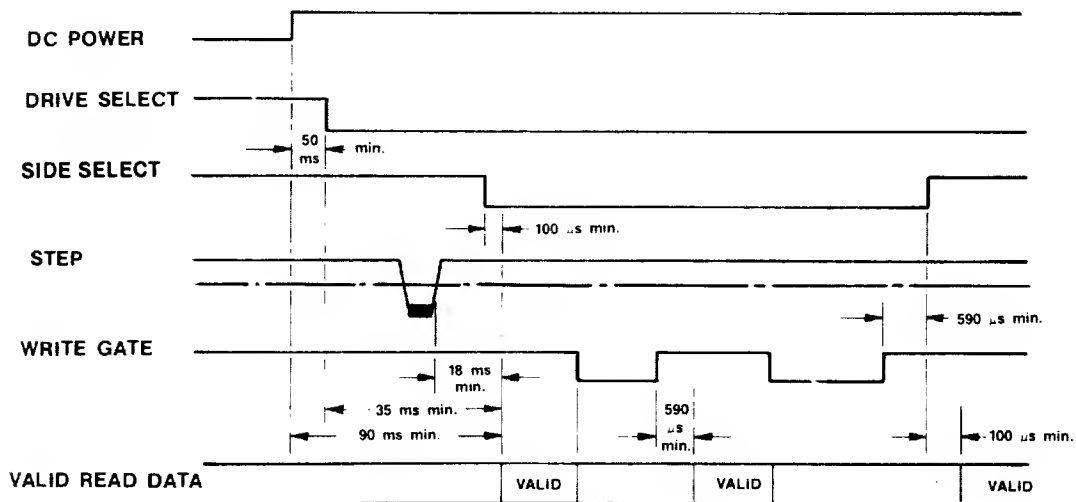 DC POWER
DRIVE SELECT
50
ms
min.
SIDE SELECT
100 μs min.
STEP
590 μs min.
WRITE GATE
18 ms
min.
35 ms min.
590
μs
min.
90 ms min.
100 μs min.
VALID READ DATA
VALID
VALID
VALID